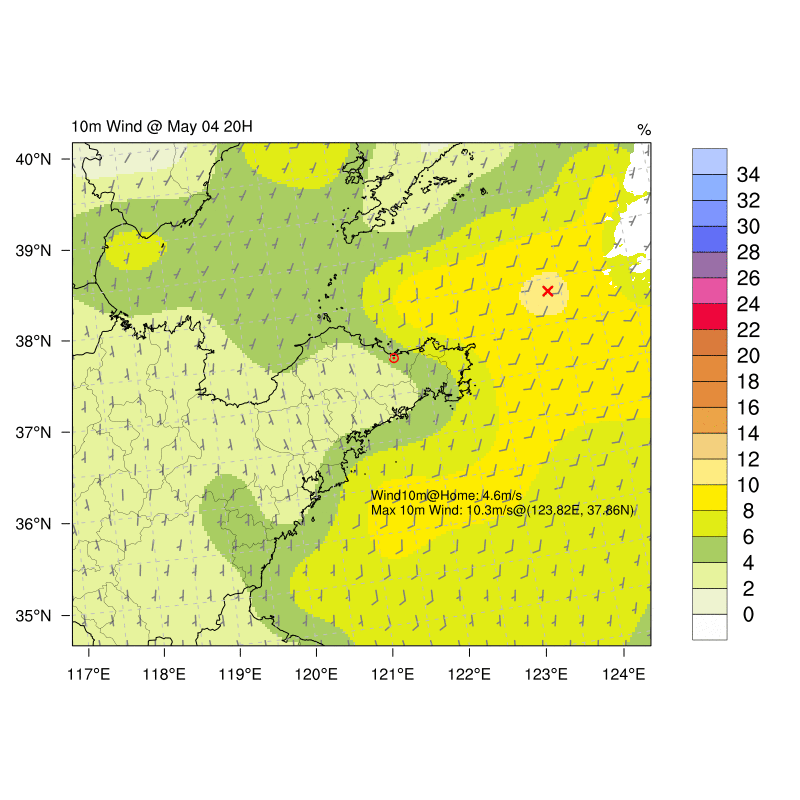 10m Wind @ May 04 20H
%
40°N
39°N
38°N
37°N
36°N
35°N
Wind10m@Home: 4.6m/s
Max 10m Wind: 10.3m/s@(123.82E, 37.86N)
117°E 118°E 119°E 120°E 121°E 122°E 123°E 124°E
34
32
30
28
26
24
22
20
18
16
14
12
10
8
6
4
2
0